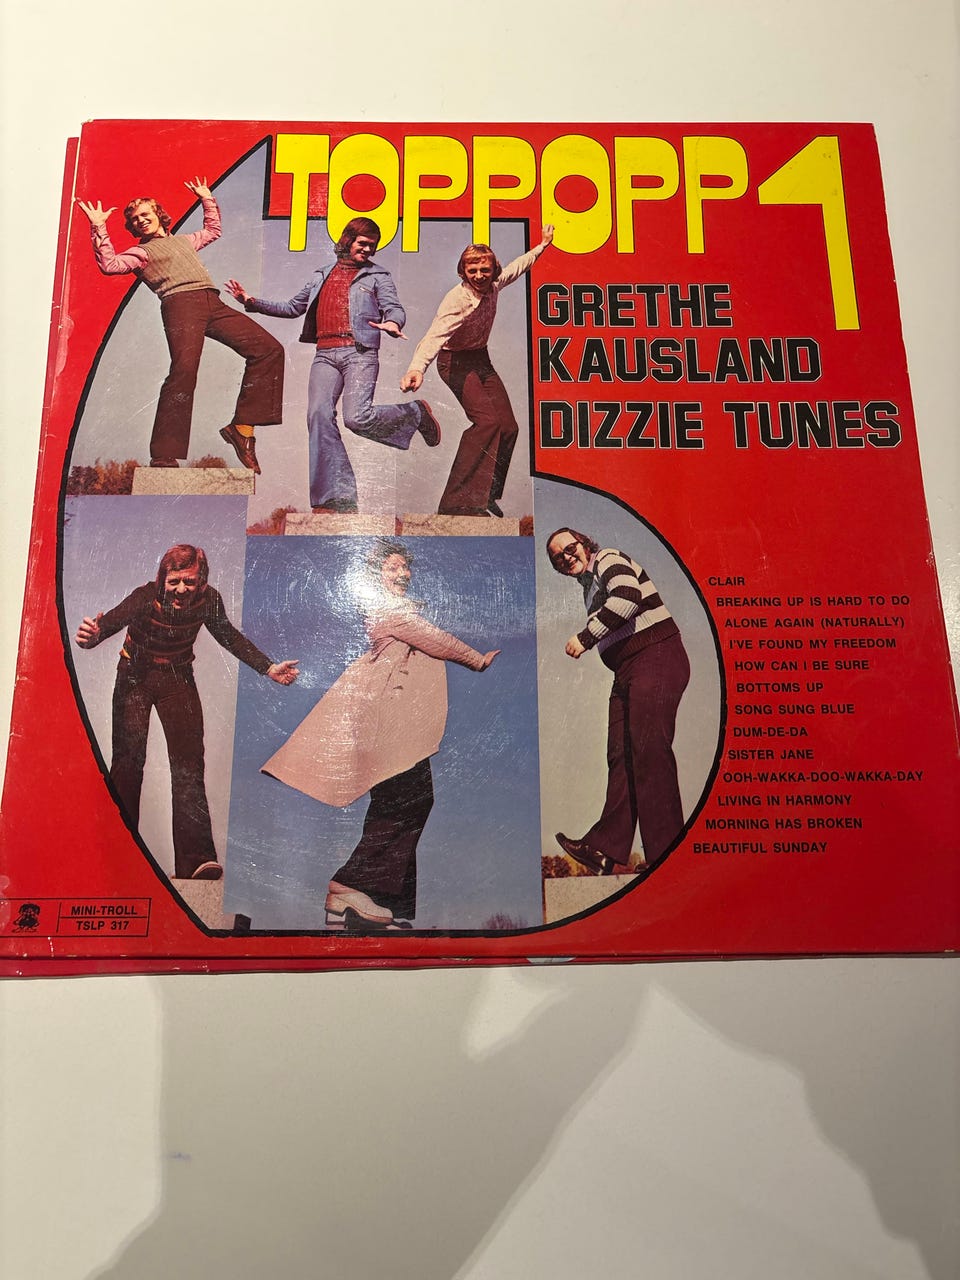 TOPPOPP 1
GRETHE
KAUSLAND
DIZZIE TUNES
CLAIR
BREAKING UP IS HARD TO DO
ALONE AGAIN (NATURALLY)
I'VE FOUND MY FREEDOM
HOW CAN I BE SURE
BOTTOMS UP
SONG SUNG BLUE
DUM-DE-DA
SISTER JANE
OOH-WAKKA-DOO-WAKKA-DAY
LIVING IN HARMONY
MORNING HAS BROKEN
BEAUTIFUL SUNDAY
MINI-TROLL
TSLP 317